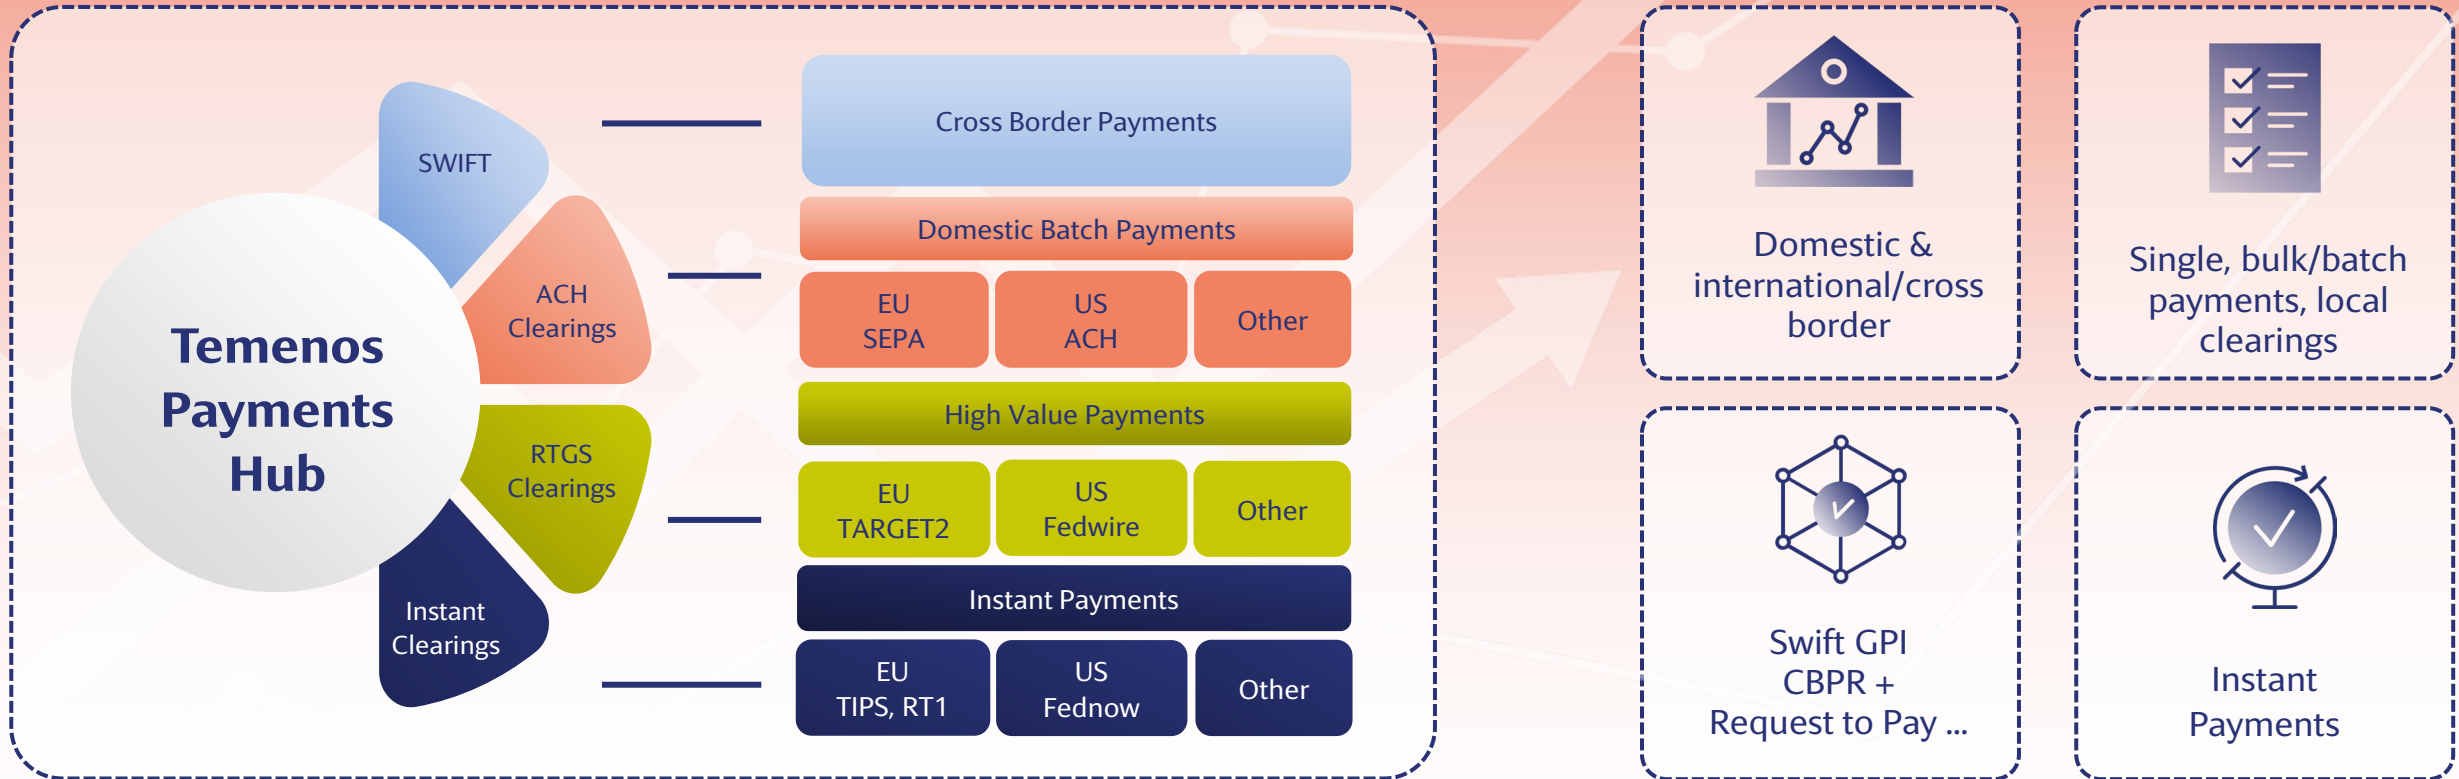 Temenos
Payments
Hub
SWIFT
ACH
Clearings
RTGS
Clearings
Instant
Clearings
Cross Border Payments
Domestic Batch Payments
EU
SEPA
US
ACH
Other
High Value Payments
EU
TARGET2
US
Fedwire
Other
Instant Payments
EU
TIPS, RT1
US
Fednow
Other
Domestic &
international/cross
border
Single, bulk/batch
payments, local
clearings
Swift GPI
CBPR +
Request to Pay ...
Instant
Payments